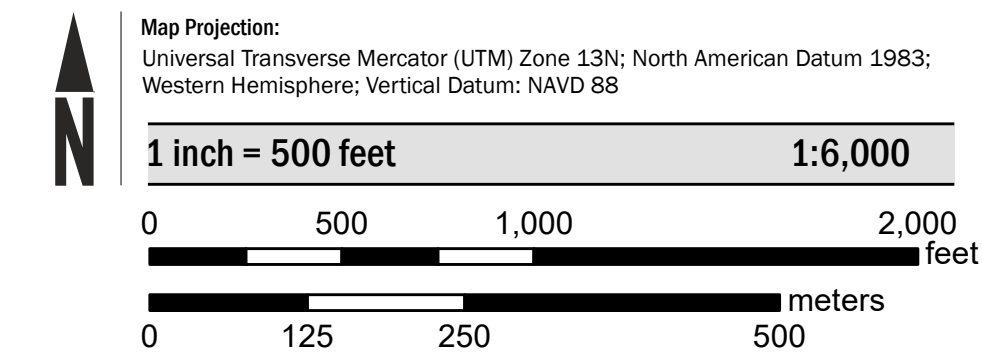 N
Map Projection:
Universal Transverse Mercator (UTM) Zone 13N; North American Datum 1983;
Western Hemisphere; Vertical Datum: NAVD 88
1 inch = 500 feet 1:6,000
0 500 1,000 2,000
feet
meters
0 125 250 500